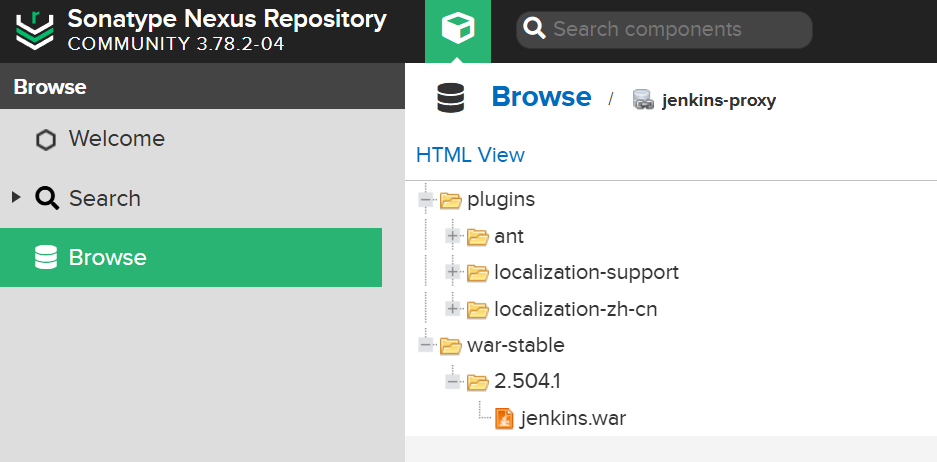 Sonatype Nexus Repository
COMMUNITY 3.78.2-04
Search components
Browse
Welcome
Search
Browse
Browse / jenkins-proxy
HTML View
plugins
ant
localization-support
localization-zh-cn
war-stable
2.504.1
jenkins.war